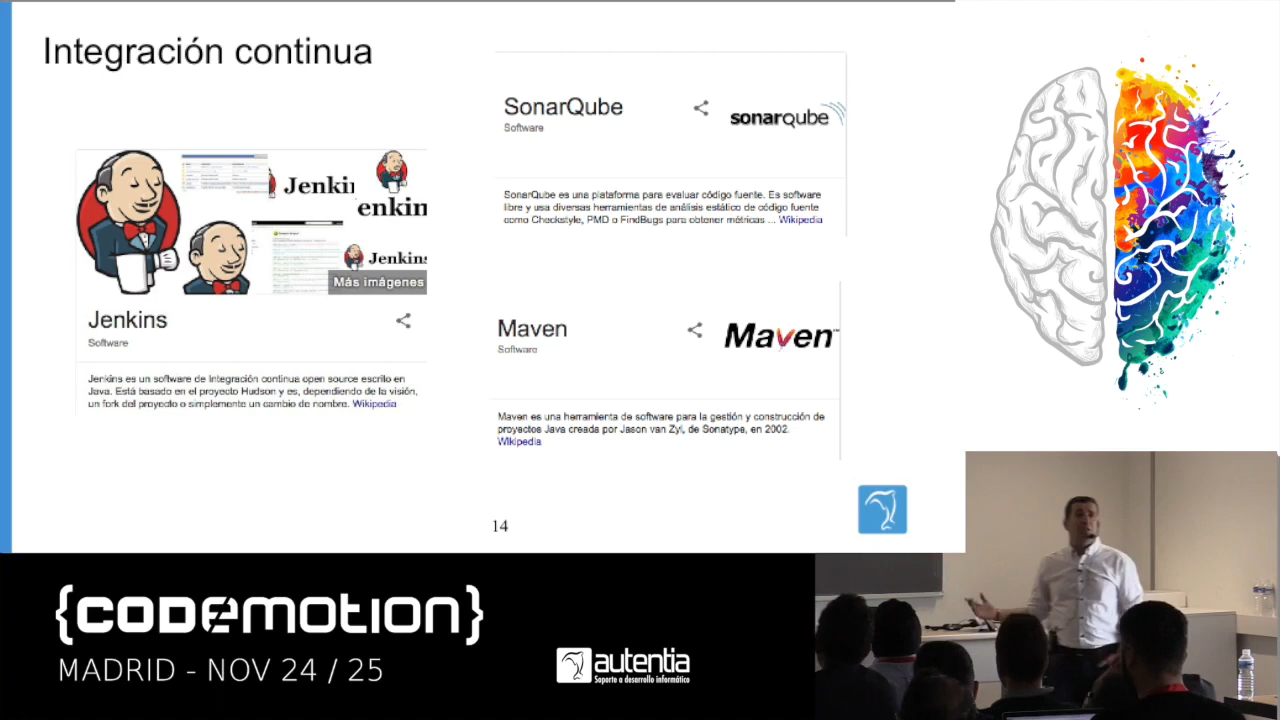 Integración continua
Jenki
enkin
Jenkins
Más imágenes
Jenkins
Software
Jenkins es un software de Integración continua open source escrito en
Java. Está basado en el proyecto Hudson y es, dependiendo de la visión,
un fork del proyecto o simplemente un cambio de nombre. Wikipedia
SonarQube
Software
sonarqube
SonarQube es una plataforma para evaluar código fuente. Es software
libre y usa diversas herramientas de análisis estático de código fuente
como Checkstyle, PMD o FindBugs para obtener métricas ... Wikipedia
Maven
Software
Maven™
Maven es una herramienta de software para la gestión y construcción de
proyectos Java creada por Jason van Zyl, de Sonatype, en 2002.
Wikipedia
14
{codemotion}
MADRID - NOV 24 / 25
autentia
Soporte a desarrollo informático